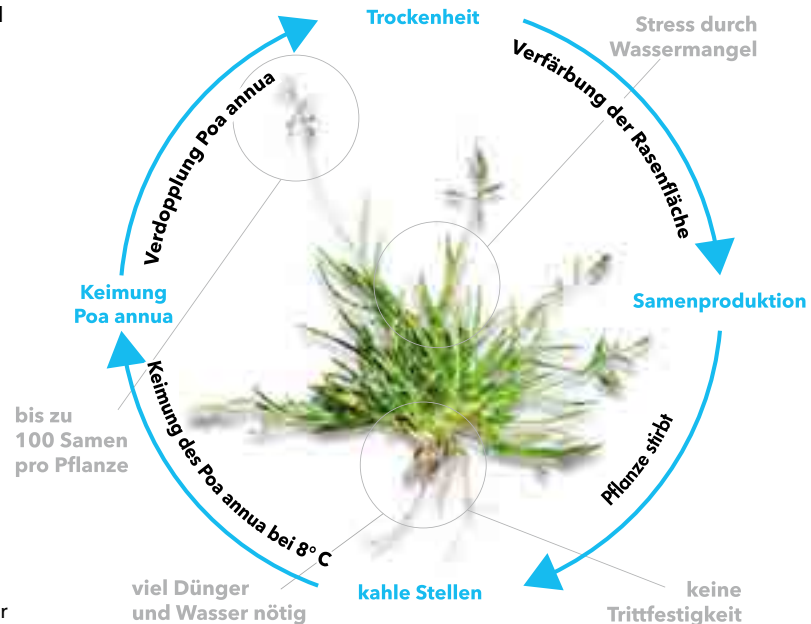 l
Trockenheit
Stress durch
Wassermangel
Verfärbung der Rasenfläche
Verdopplung Poa annua
Keimung
Poa annua
Samenproduktion
bis zu
100 Samen
pro Pflanze
Keimung des Poa annua bei 8° C
Pflanze stirbt
viel Dünger
und Wasser nötig
kahle Stellen
keine
Trittfestigkeit
r